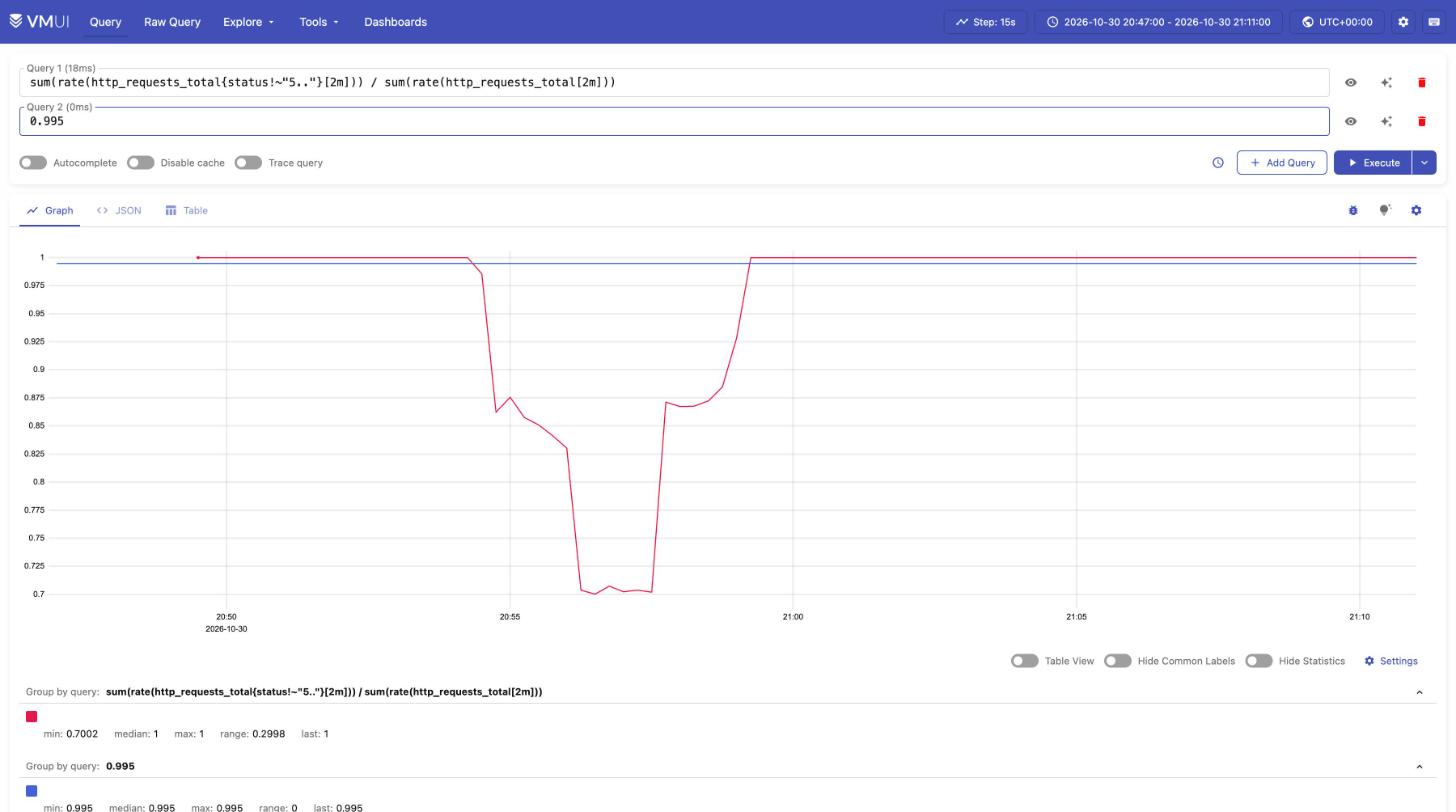 VMUI Query Raw Query Explore Tools Dashboards Step: 15s 2026-10-30 20:47:00 - 2026-10-30 21:11:00 UTC+00:00
Query 1 (18ms)
sum(rate(http_requests_total{status!~"5.."}[2m])) / sum(rate(http_requests_total[2m]))
Query 2 (0ms)
0.995
Autocomplete Disable cache Trace query Add Query Execute
Graph JSON Table
1
0.975
0.95
0.925
0.9
0.875
0.85
0.825
0.8
0.775
0.75
0.725
0.7
20:50 20:55 21:00 21:05 21:10
2026-10-30
Table View Hide Common Labels Hide Statistics Settings
Group by query: sum(rate(http_requests_total{status!~"5.."}[2m])) / sum(rate(http_requests_total[2m]))
min: 0.7002 median: 1 max: 1 range: 0.2998 last: 1
Group by query: 0.995
min: 0.995 median: 0.995 max: 0.995 range: 0 last: 0.995